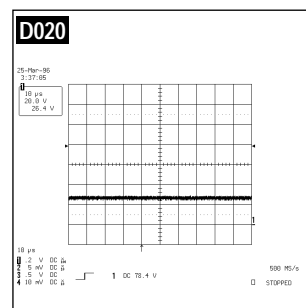 D020
25-Mar-96
3:37:05
1
10 µs
20.0 V
26.4 V
1
10 µs
1 .2 V DC
2 5 mV DC
3 .5 V DC
4 10 mV DC
1 DC 78.4 V
500 MS/s
STOPPED